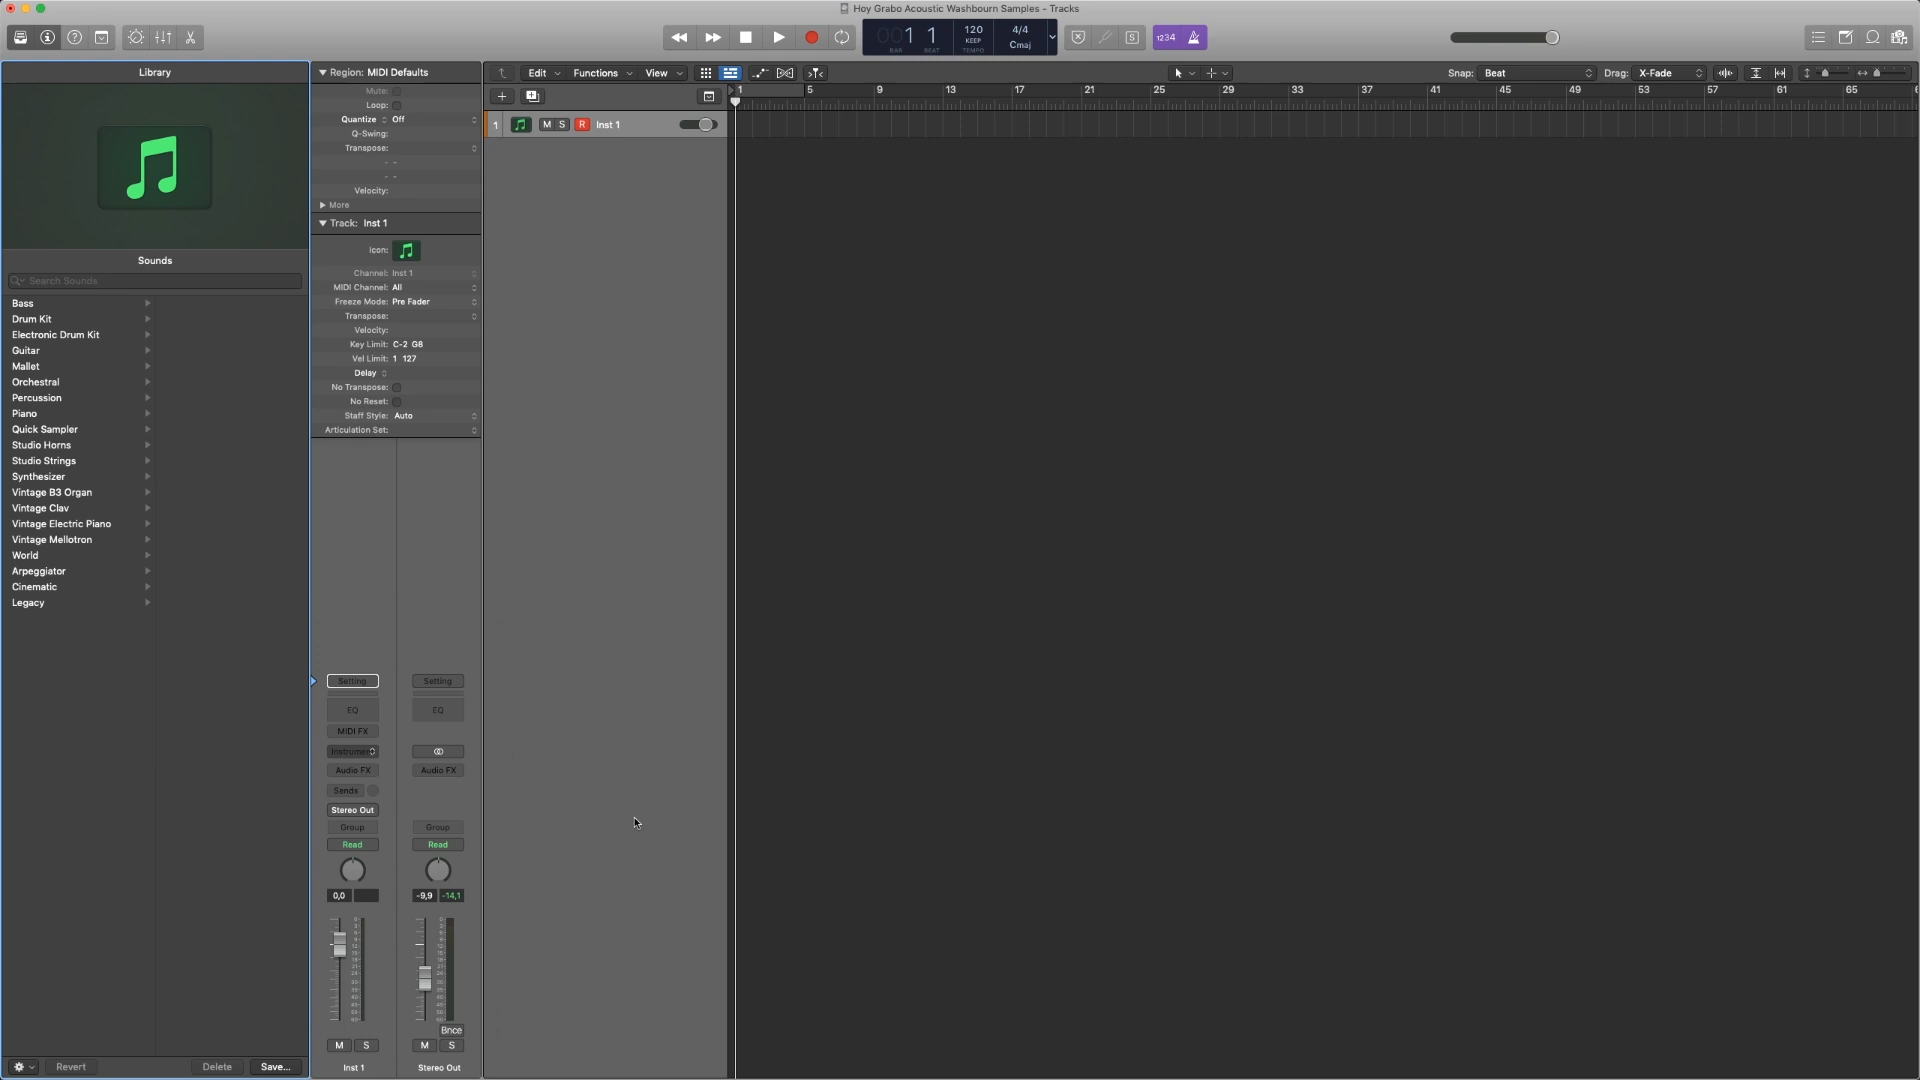 Hoy Grabo Acoustic Washbourn Samples - Tracks
001 1
BAR BEAT
120
KEEP
TEMPO
4/4
Cmaj
S
1234
Library
Sounds
Search Sounds
Bass
Drum Kit
Electronic Drum Kit
Guitar
Mallet
Orchestral
Percussion
Piano
Quick Sampler
Studio Horns
Studio Strings
Synthesizer
Vintage B3 Organ
Vintage Clav
Vintage Electric Piano
Vintage Mellotron
World
Arpeggiator
Cinematic
Legacy
Revert Delete Save...
Region: MIDI Defaults
Mute:
Loop:
Quantize Off
Q-Swing:
Transpose:
- -
- -
Velocity:
More
Track: Inst 1
Icon:
Channel: Inst 1
MIDI Channel: All
Freeze Mode: Pre Fader
Transpose:
Velocity:
Key Limit: C-2 G8
Vel Limit: 1 127
Delay
No Transpose:
No Reset:
Staff Style: Auto
Articulation Set:
Setting Setting
EQ EQ
MIDI FX
Instrumen
Audio FX Audio FX
Sends
Stereo Out
Group Group
Read Read
0,0 -9,9 -14,1
Bnce
M S M S
Inst 1 Stereo Out
Edit Functions View
Snap: Beat Drag: X-Fade
1 5 9 13 17 21 25 29 33 37 41 45 49 53 57 61 65
1 M S R Inst 1